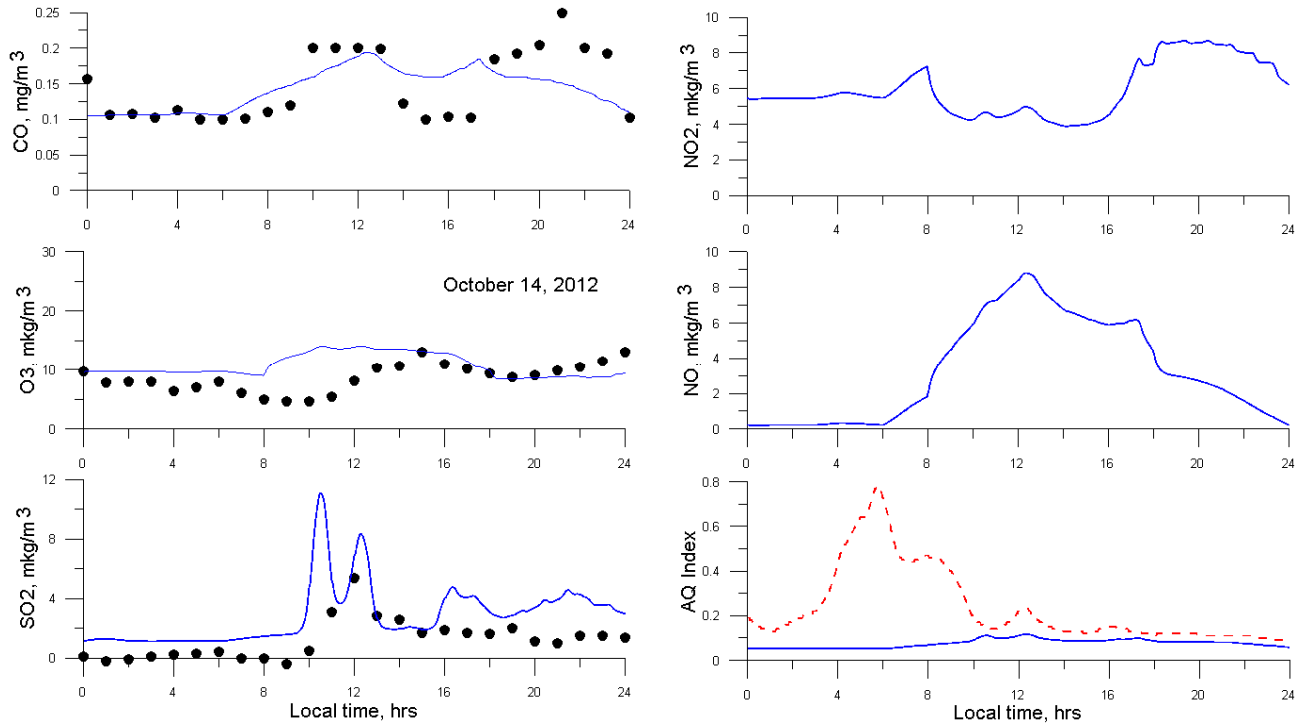 0.25
0.2
0.15
0.1
0.05
0
CO, mg/m 3
0 4 8 12 16 20 24
10
8
6
4
2
0
NO2, mkg/m 3
0 4 8 12 16 20 24
30
20
10
0
O3, mkg/m 3
October 14, 2012
0 4 8 12 16 20 24
10
8
6
4
2
0
NO, mkg/m 3
0 4 8 12 16 20 24
12
8
4
0
SO2, mkg/m 3
0 4 8 12 16 20 24
Local time, hrs
0.8
0.6
0.4
0.2
0
AQ Index
0 4 8 12 16 20 24
Local time, hrs